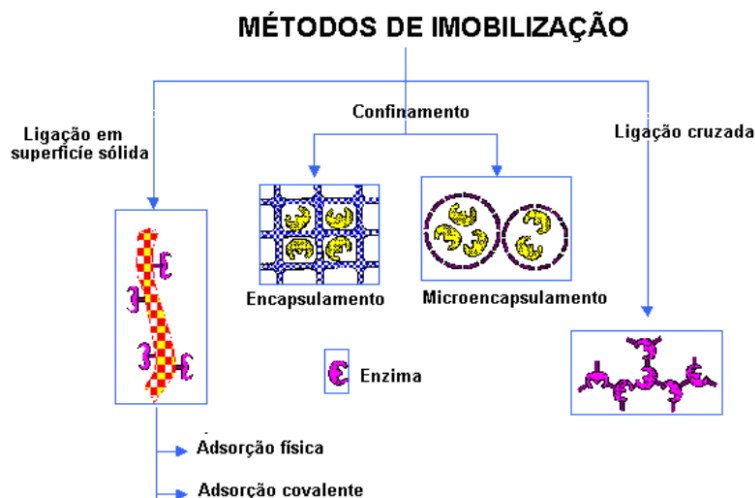 MÉTODOS DE IMOBILIZAÇÃO
Ligação em
superfície sólida
Confinamento
Ligação cruzada
Encapsulamento
Microencapsulamento
Enzima
Adsorção física
Adsorção covalente